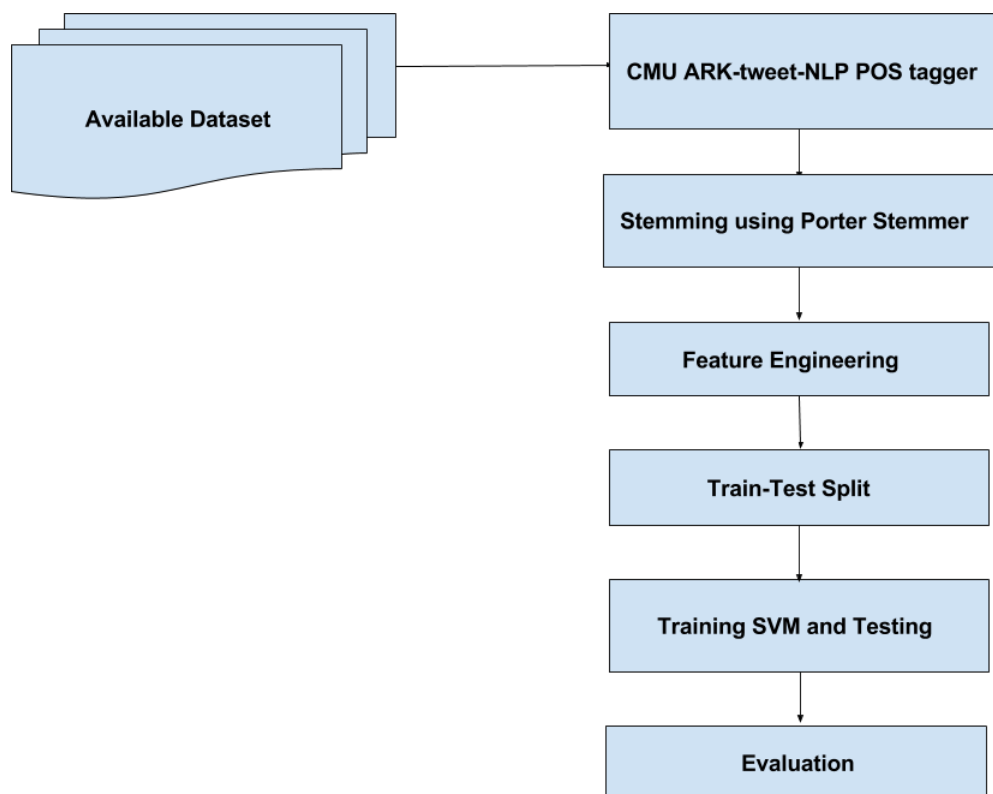 Available Dataset
CMU ARK-tweet-NLP POS tagger
Stemming using Porter Stemmer
Feature Engineering
Train-Test Split
Training SVM and Testing
Evaluation